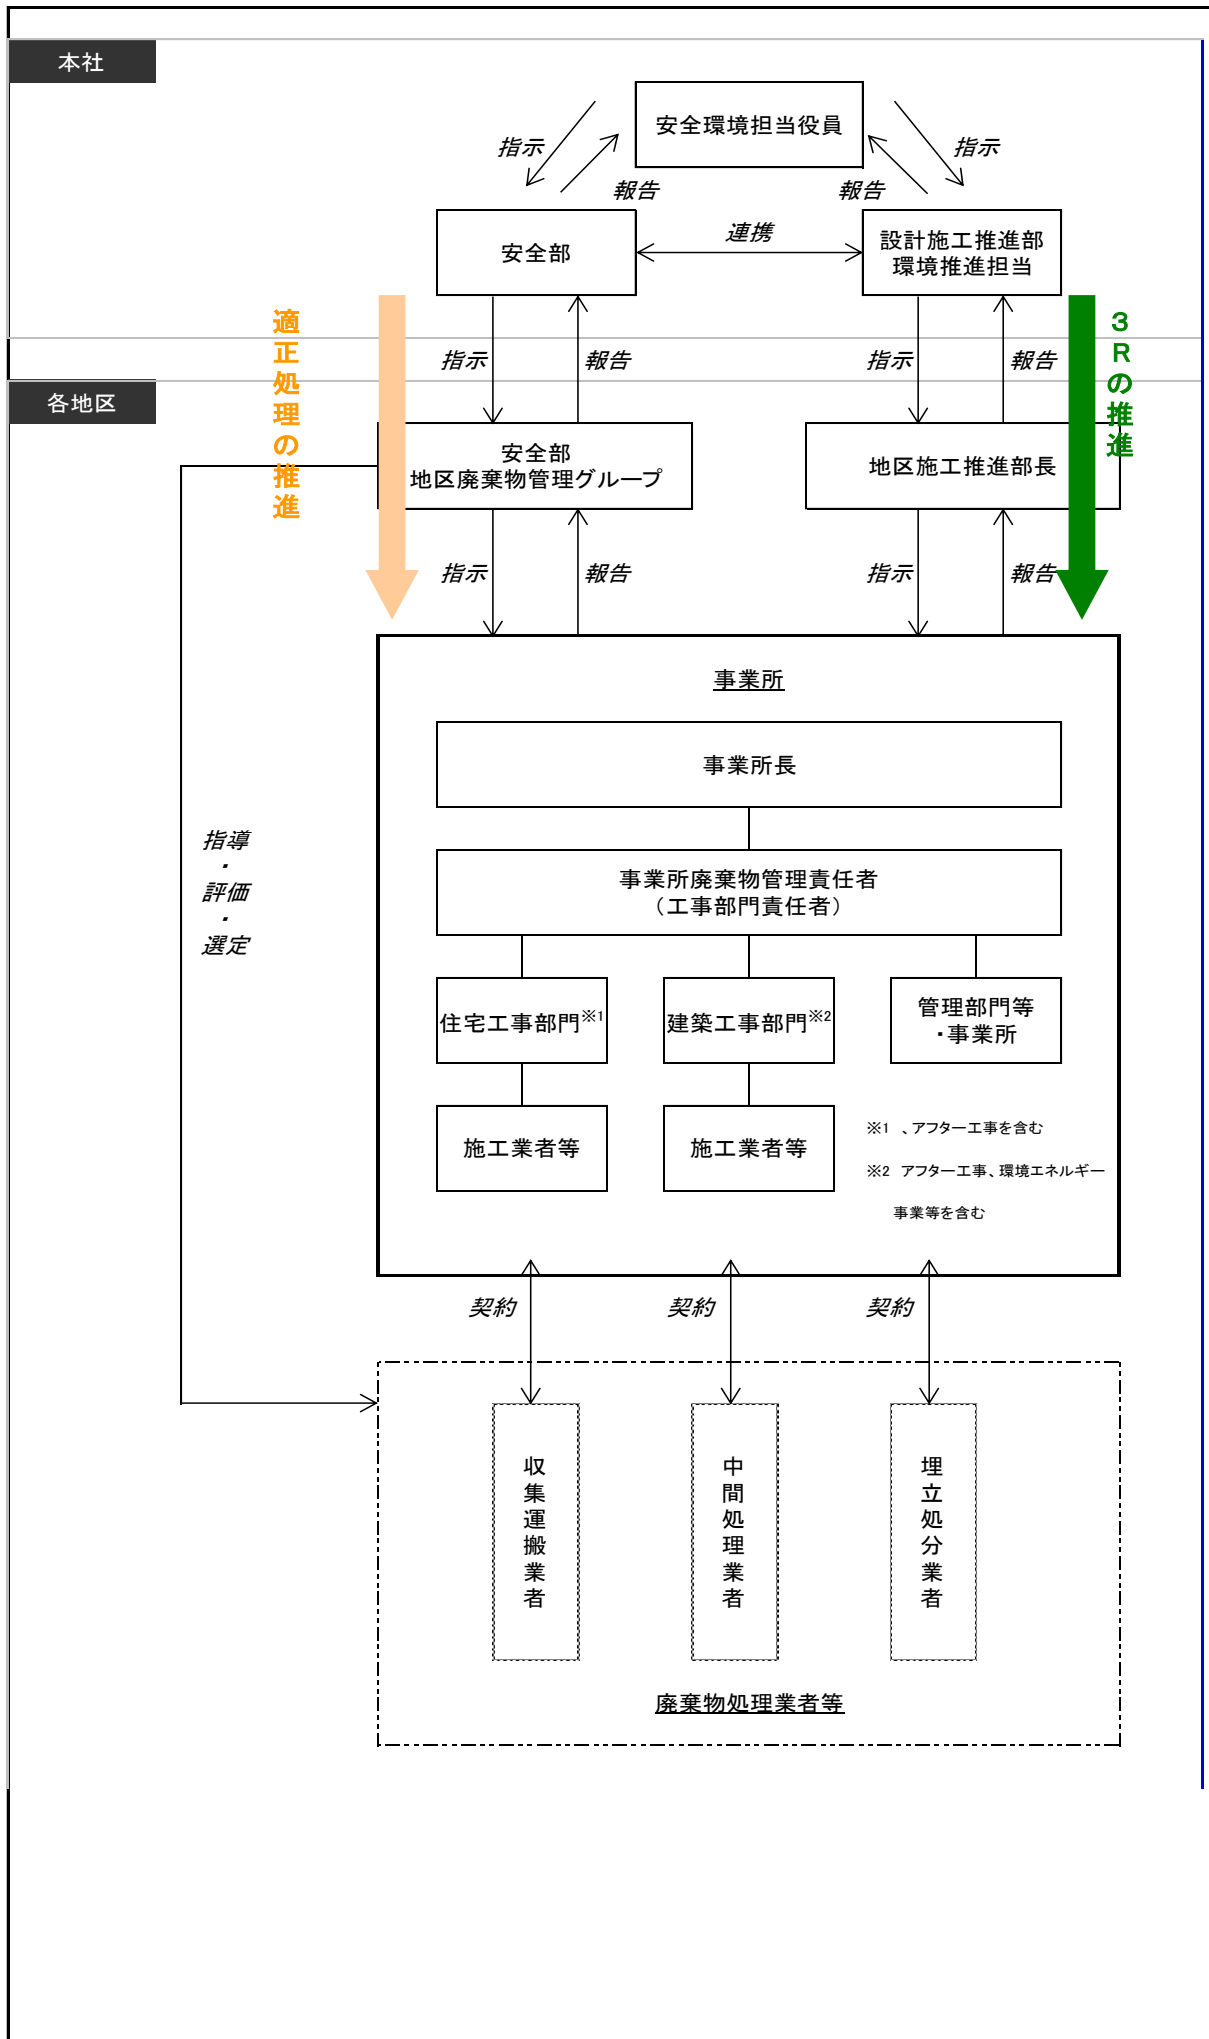 本社
安全環境担当役員
指示
指示
報告
報告
連携
安全部
設計施工推進部
環境推進担当
適正処理の推進
3Rの推進
指示
報告
指示
報告
各地区
安全部
地区廃棄物管理グループ
地区施工推進部長
指示
報告
指示
報告
事業所
事業所長
事業所廃棄物管理責任者
（工事部門責任者）
指導
・
評価
・
選定
住宅工事部門※1
建築工事部門※2
管理部門等
・事業所
施工業者等
施工業者等
※1　、アフター工事を含む
※2　アフター工事、環境エネルギー
事業等を含む
契約
契約
契約
収集運搬業者
中間処理業者
埋立処分業者
廃棄物処理業者等